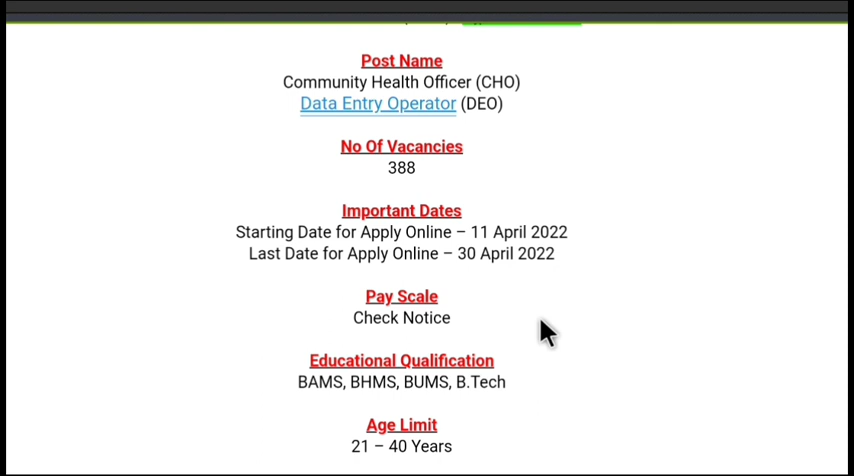 Post Name
Community Health Officer (CHO)
Data Entry Operator (DEO)
No Of Vacancies
388
Important Dates
Starting Date for Apply Online – 11 April 2022
Last Date for Apply Online – 30 April 2022
Pay Scale
Check Notice
Educational Qualification
BAMS, BHMS, BUMS, B.Tech
Age Limit
21 – 40 Years